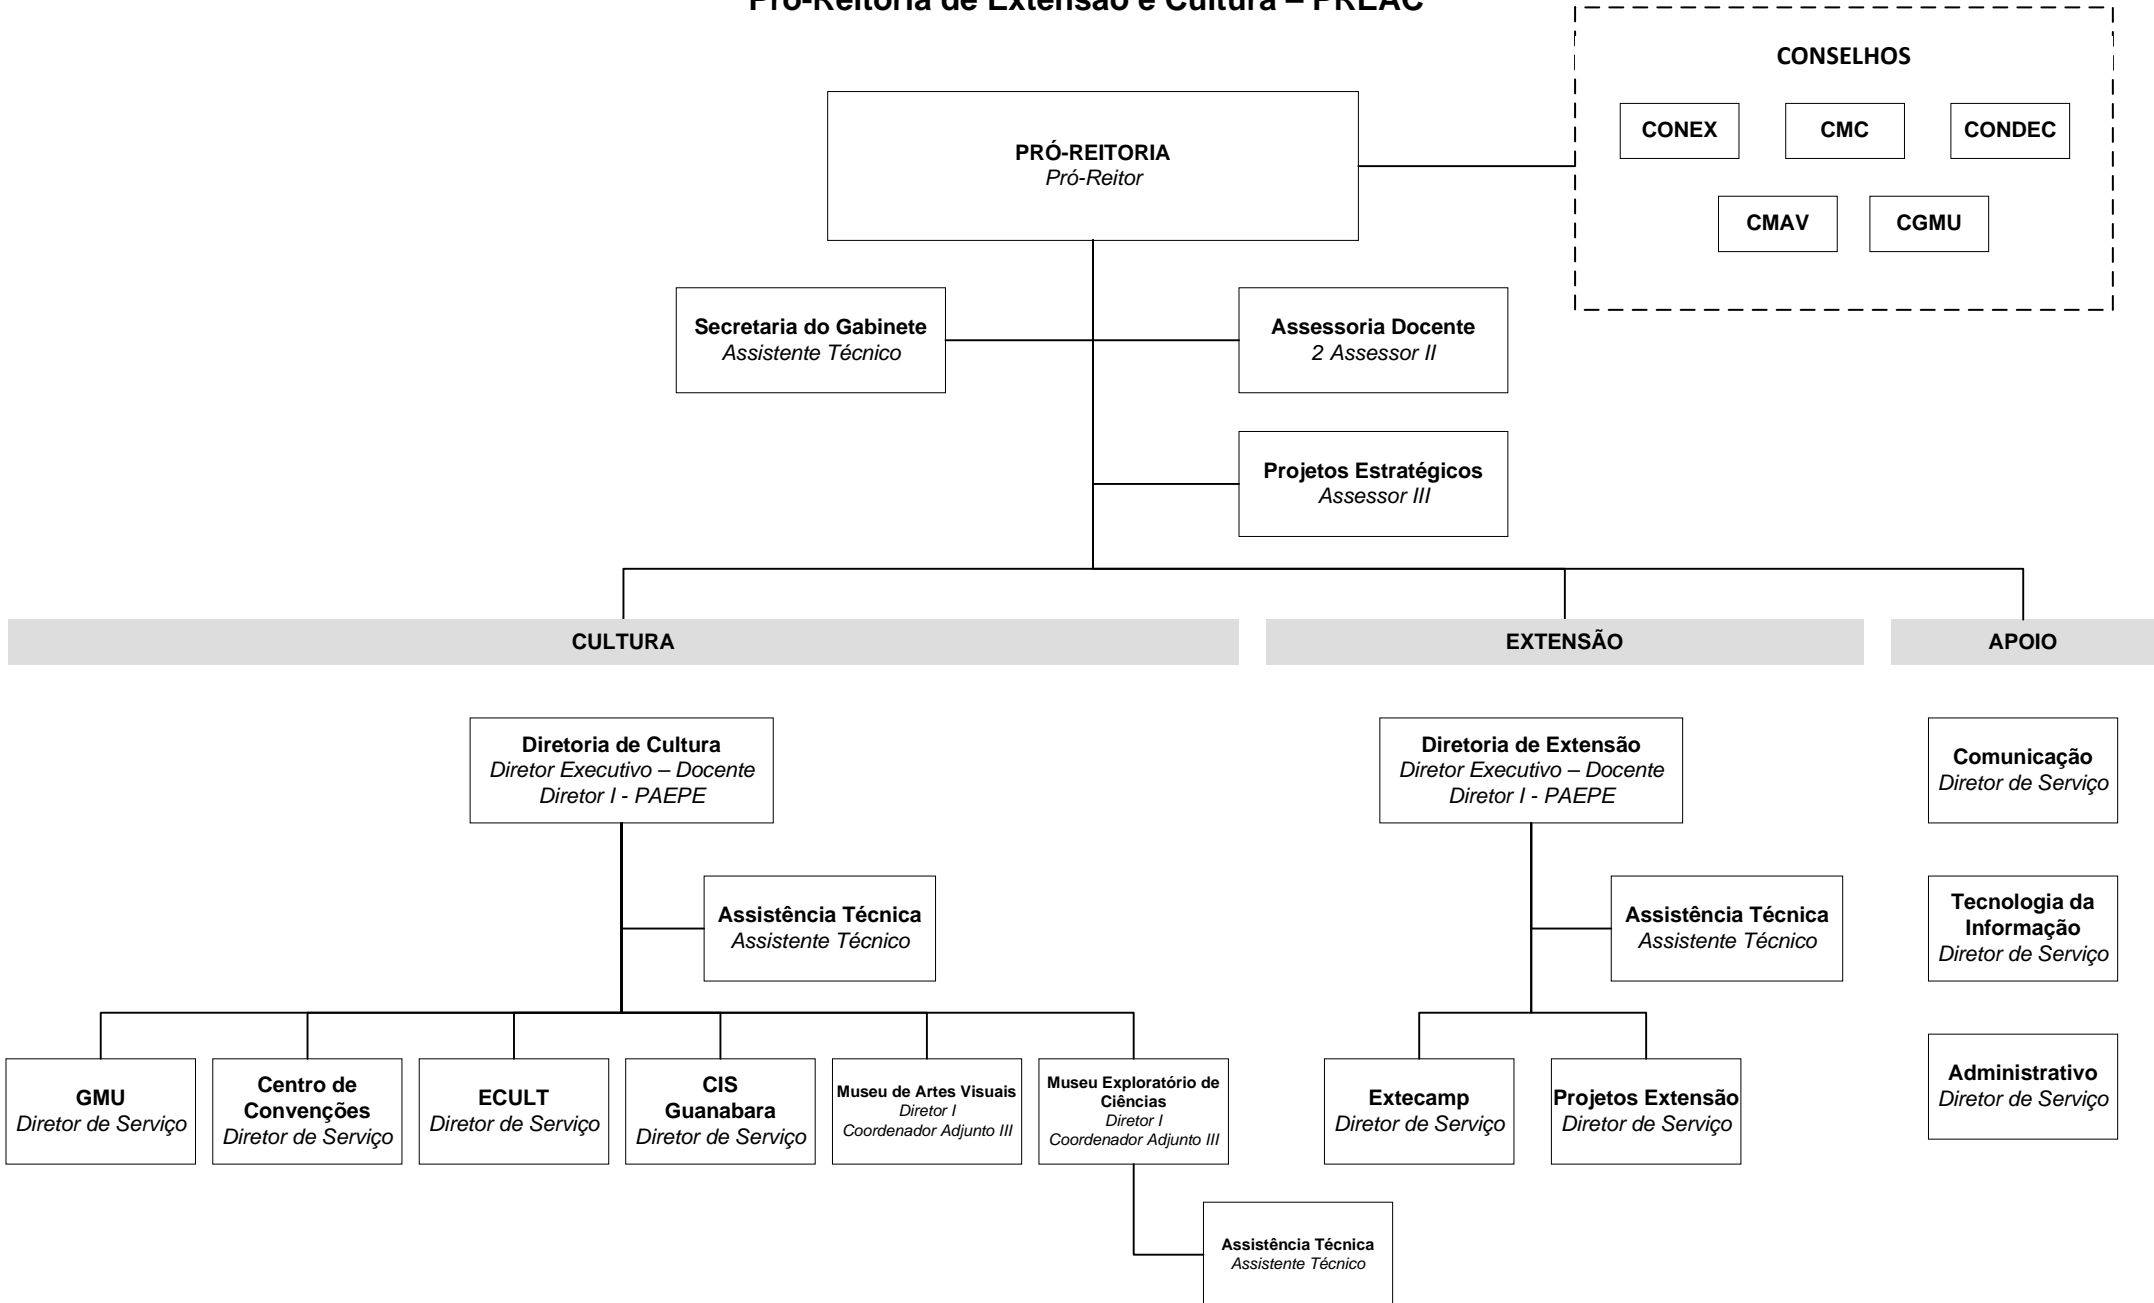 Pró-Reitoria de Extensão e Cultura – PREAC
CONSELHOS
CONEX
CMC
CONDEC
CMAV
CGMU
PRÓ-REITORIA
Pró-Reitor
Secretaria do Gabinete
Assistente Técnico
Assessoria Docente
2 Assessor II
Projetos Estratégicos
Assessor III
CULTURA
EXTENSÃO
APOIO
Diretoria de Cultura
Diretor Executivo – Docente
Diretor I - PAEPE
Diretoria de Extensão
Diretor Executivo – Docente
Diretor I - PAEPE
Comunicação
Diretor de Serviço
Assistência Técnica
Assistente Técnico
Assistência Técnica
Assistente Técnico
Tecnologia da
Informação
Diretor de Serviço
GMU
Diretor de Serviço
Centro de
Convenções
Diretor de Serviço
ECULT
Diretor de Serviço
CIS
Guanabara
Diretor de Serviço
Museu de Artes Visuais
Diretor I
Coordenador Adjunto III
Museu Exploratório de
Ciências
Diretor I
Coordenador Adjunto III
Extecamp
Diretor de Serviço
Projetos Extensão
Diretor de Serviço
Administrativo
Diretor de Serviço
Assistência Técnica
Assistente Técnico